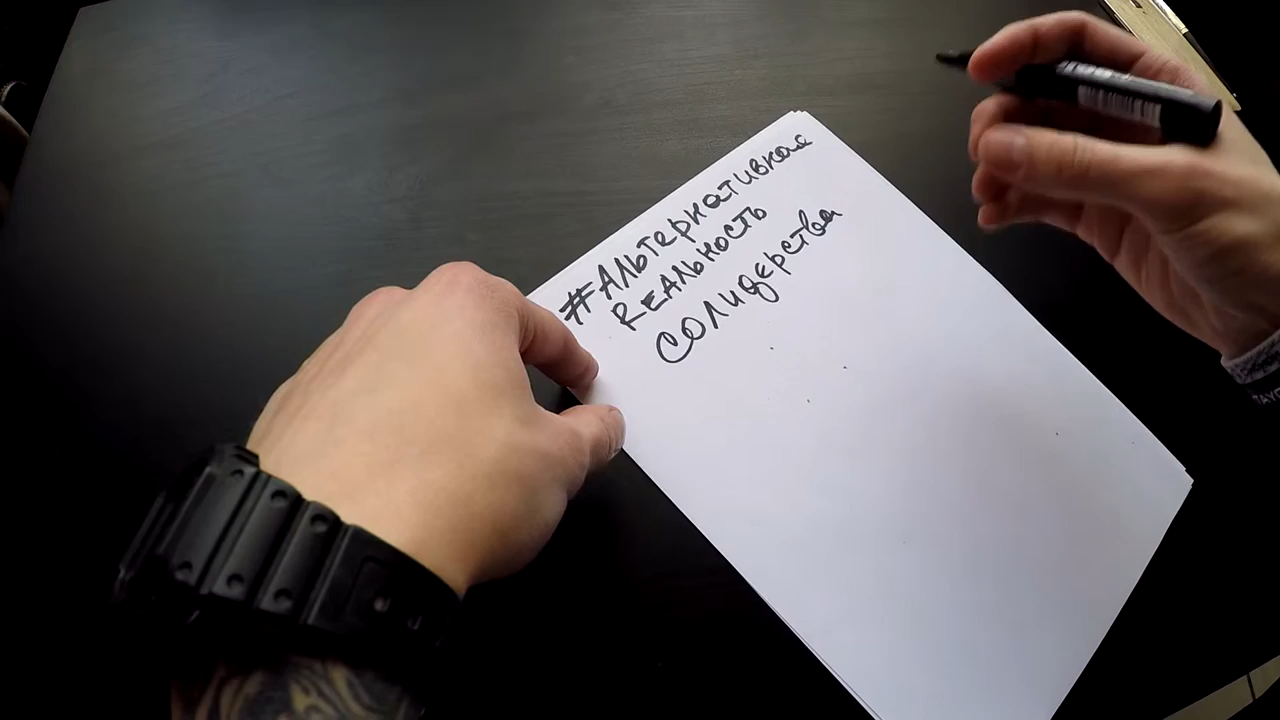 #Альтернативная
Реальность
Солидерства